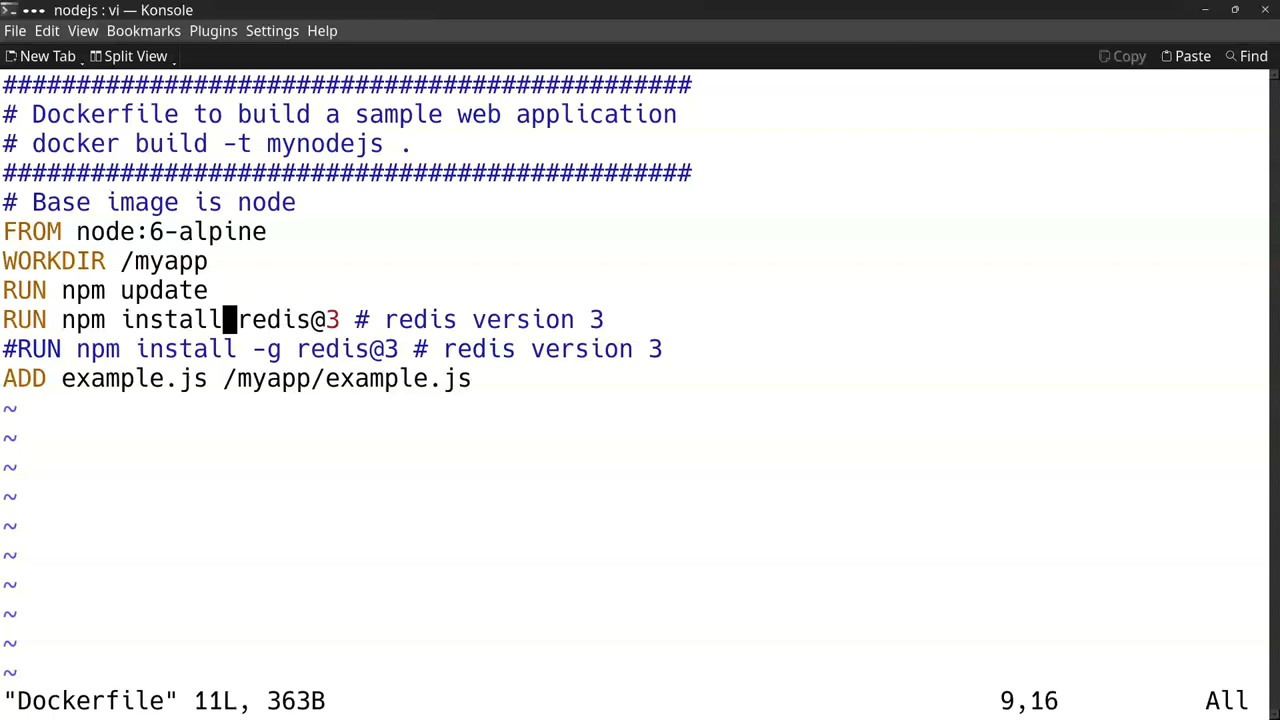 nodejs : vi — Konsole
File Edit View Bookmarks Plugins Settings Help
New Tab Split View Copy Paste Find
###############################################
# Dockerfile to build a sample web application
# docker build -t mynodejs .
###############################################
# Base image is node
FROM node:6-alpine
WORKDIR /myapp
RUN npm update
RUN npm install redis@3 # redis version 3
#RUN npm install -g redis@3 # redis version 3
ADD example.js /myapp/example.js
~
~
~
~
~
~
~
~
~
~
"Dockerfile" 11L, 363B 9,16 All